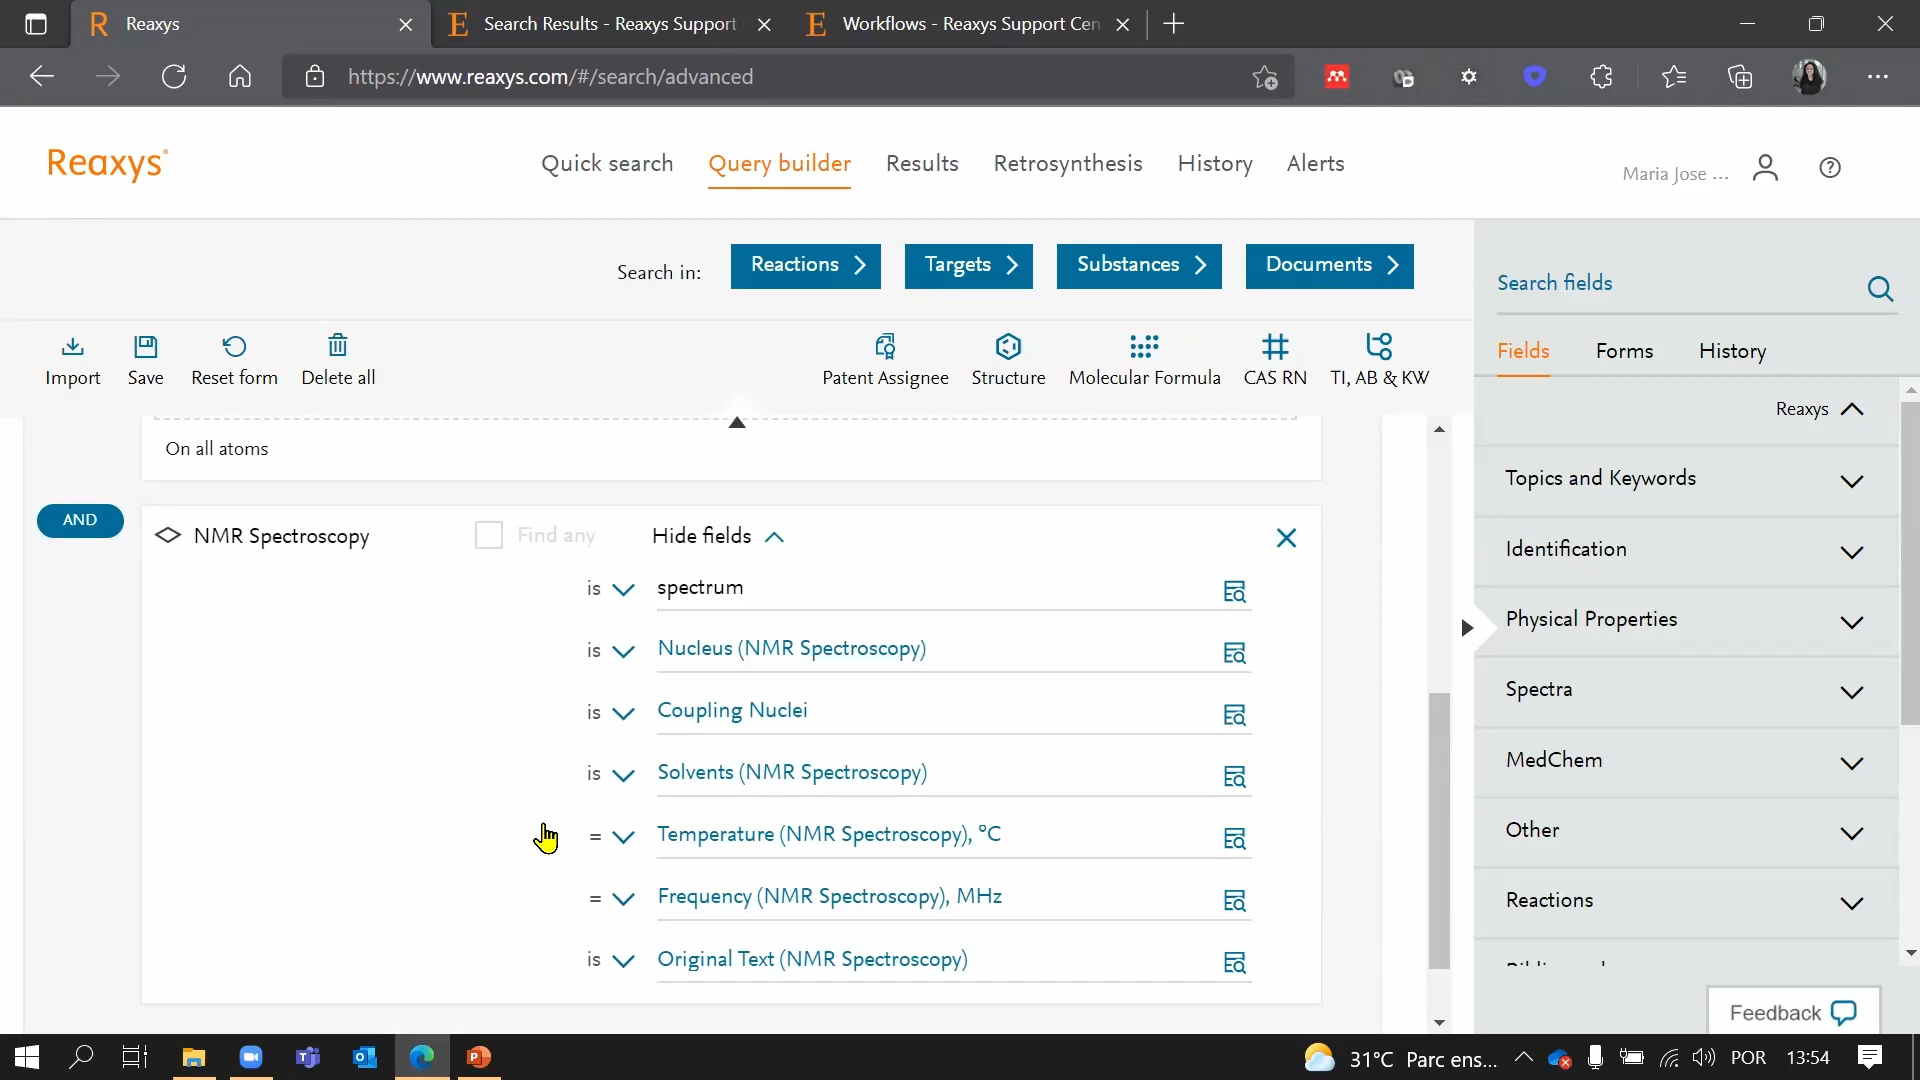 Reaxys
Search Results - Reaxys Support
Workflows - Reaxys Support Cen
https://www.reaxys.com/#/search/advanced
Reaxys
Quick search
Query builder
Results
Retrosynthesis
History
Alerts
Maria Jose ...
Search in:
Reactions
Targets
Substances
Documents
Search fields
Import
Save
Reset form
Delete all
Patent Assignee
Structure
Molecular Formula
CAS RN
TI, AB & KW
Fields
Forms
History
Reaxys
On all atoms
AND
NMR Spectroscopy
Find any
Hide fields
is spectrum
is Nucleus (NMR Spectroscopy)
is Coupling Nuclei
is Solvents (NMR Spectroscopy)
= Temperature (NMR Spectroscopy), °C
= Frequency (NMR Spectroscopy), MHz
is Original Text (NMR Spectroscopy)
Topics and Keywords
Identification
Physical Properties
Spectra
MedChem
Other
Reactions
Feedback
31°C Parc ens...
POR
13:54